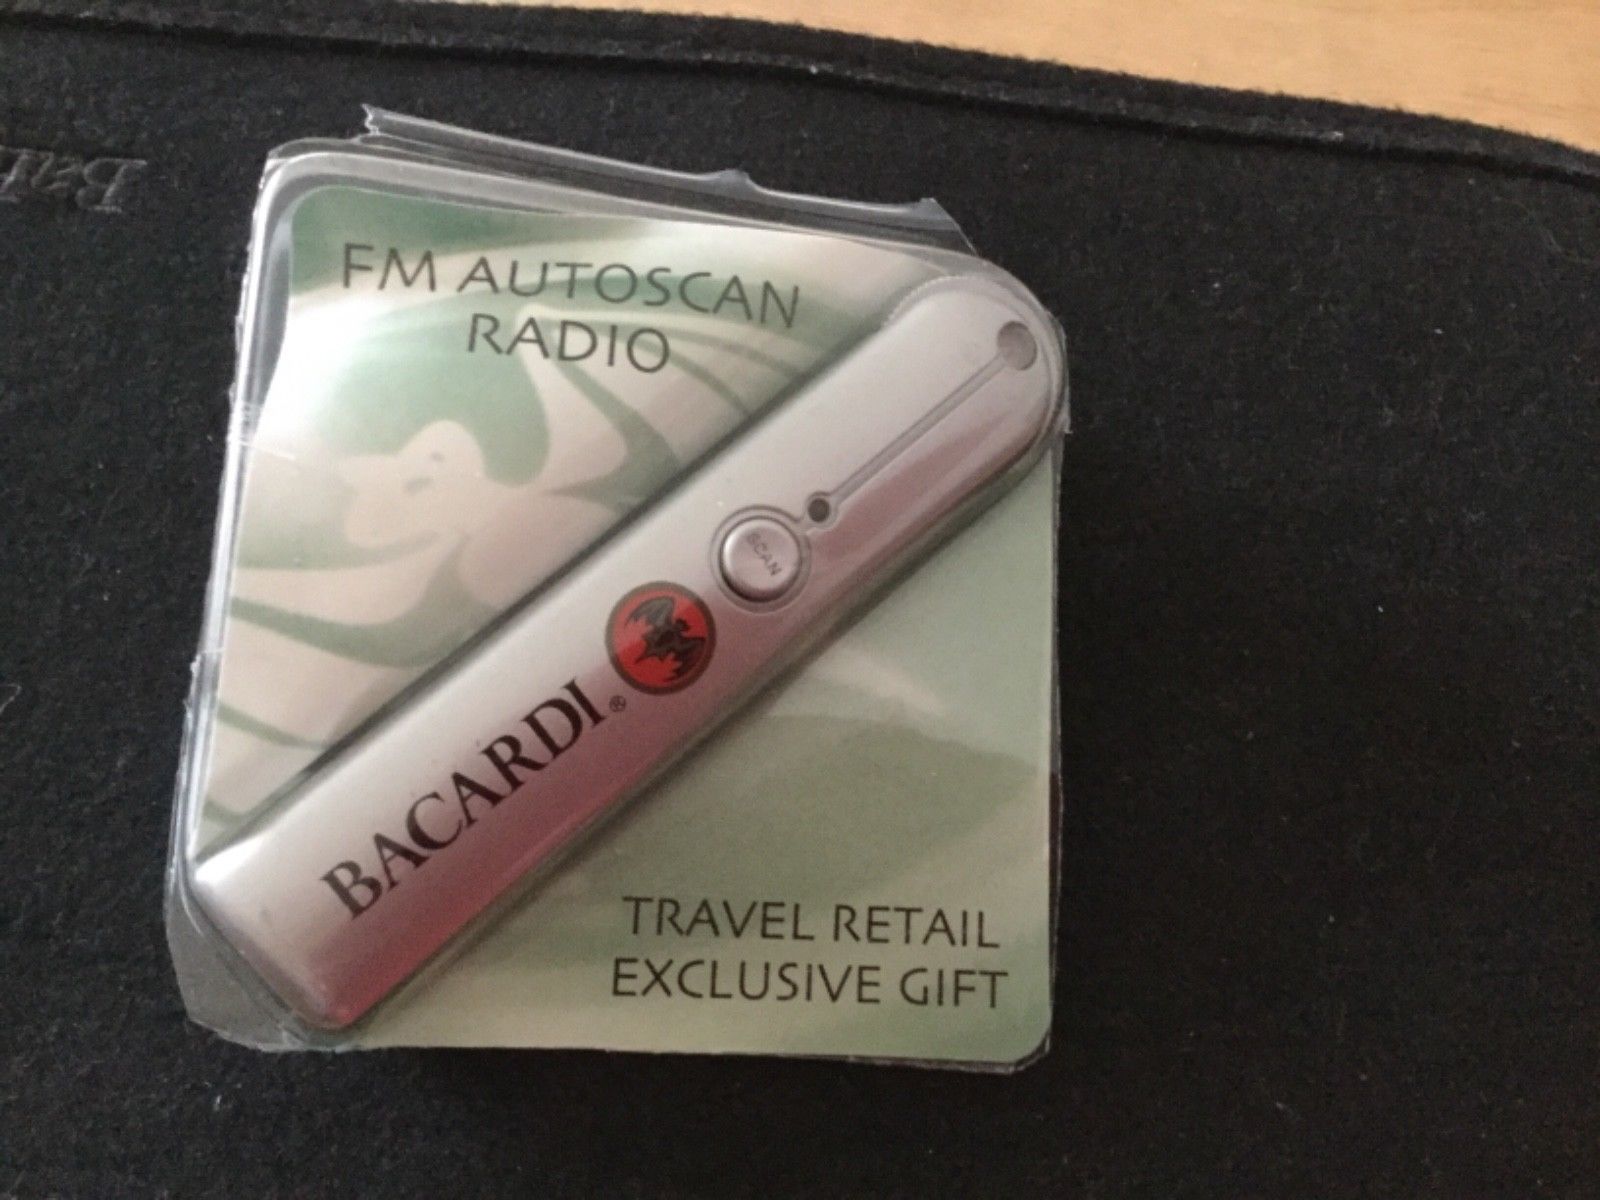 FM AUTOSCAN
RADIO
SCAN
BACARDI®
TRAVEL RETAIL
EXCLUSIVE GIFT